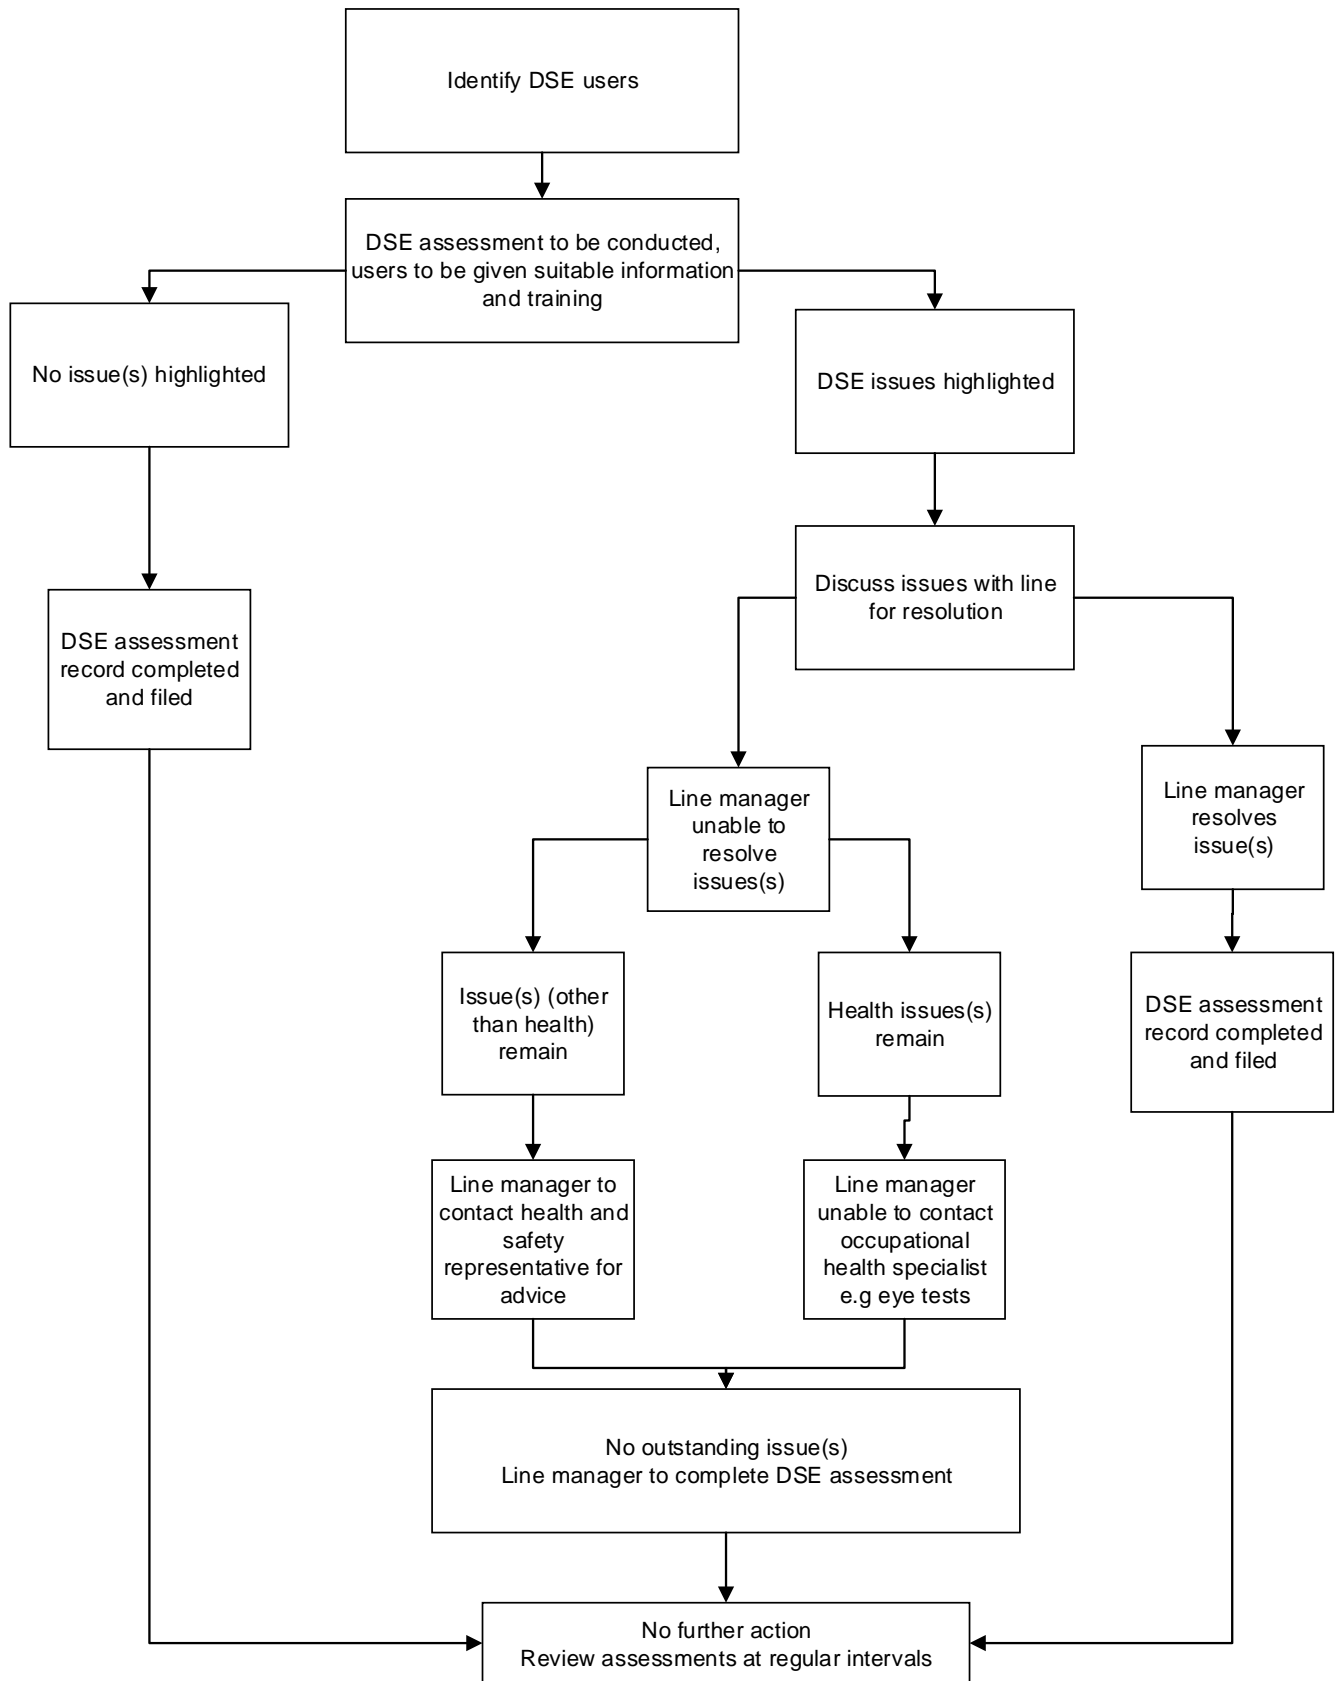 Identify DSE users
DSE assessment to be conducted,
users to be given suitable information
and training
No issue(s) highlighted
DSE issues highlighted
Discuss issues with line
for resolution
DSE assessment
record completed
and filed
Line manager
unable to
resolve
issues(s)
Line manager
resolves
issue(s)
Issue(s) (other
than health)
remain
Health issues(s)
remain
DSE assessment
record completed
and filed
Line manager to
contact health and
safety
representative for
advice
Line manager
unable to contact
occupational
health specialist
e.g eye tests
No outstanding issue(s)
Line manager to complete DSE assessment
No further action
Review assessments at regular intervals